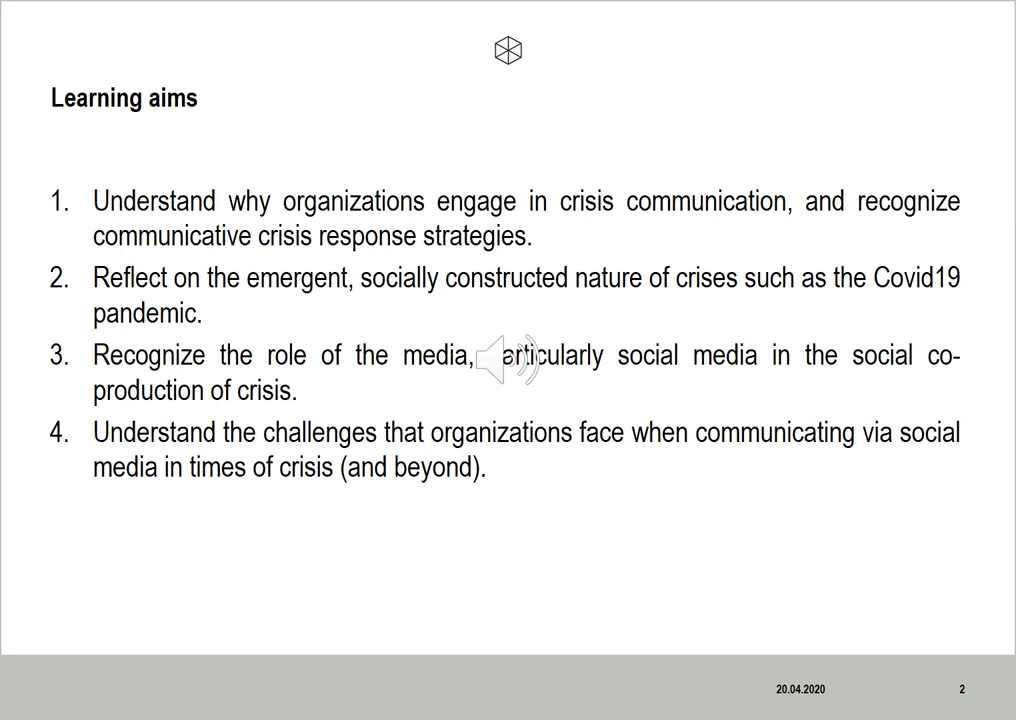 Learning aims
1. Understand why organizations engage in crisis communication, and recognize
communicative crisis response strategies.
2. Reflect on the emergent, socially constructed nature of crises such as the Covid19
pandemic.
3. Recognize the role of the media, particularly social media in the social co-
production of crisis.
4. Understand the challenges that organizations face when communicating via social
media in times of crisis (and beyond).
20.04.2020 2